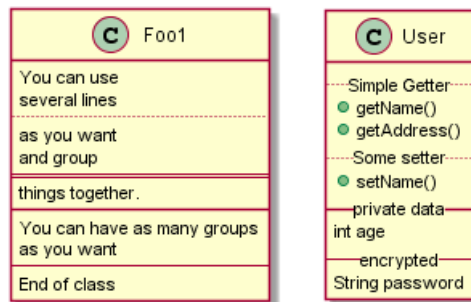 C Foo1
You can use
several lines
as you want
and group
things together.
You can have as many groups
as you want
End of class
C User
Simple Getter
getName()
getAddress()
Some setter
setName()
private data
int age
encrypted
String password